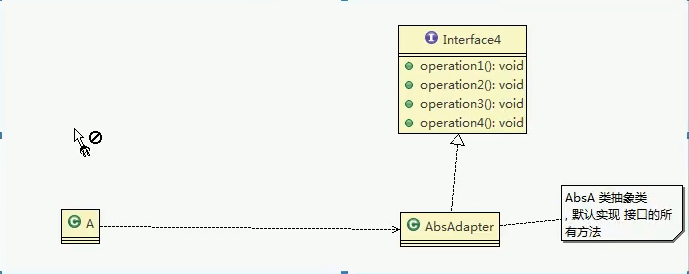 Interface4
operation1(): void
operation2(): void
operation3(): void
operation4(): void
A
AbsAdapter
AbsA 类抽象类
, 默认实现 接口的所
有方法